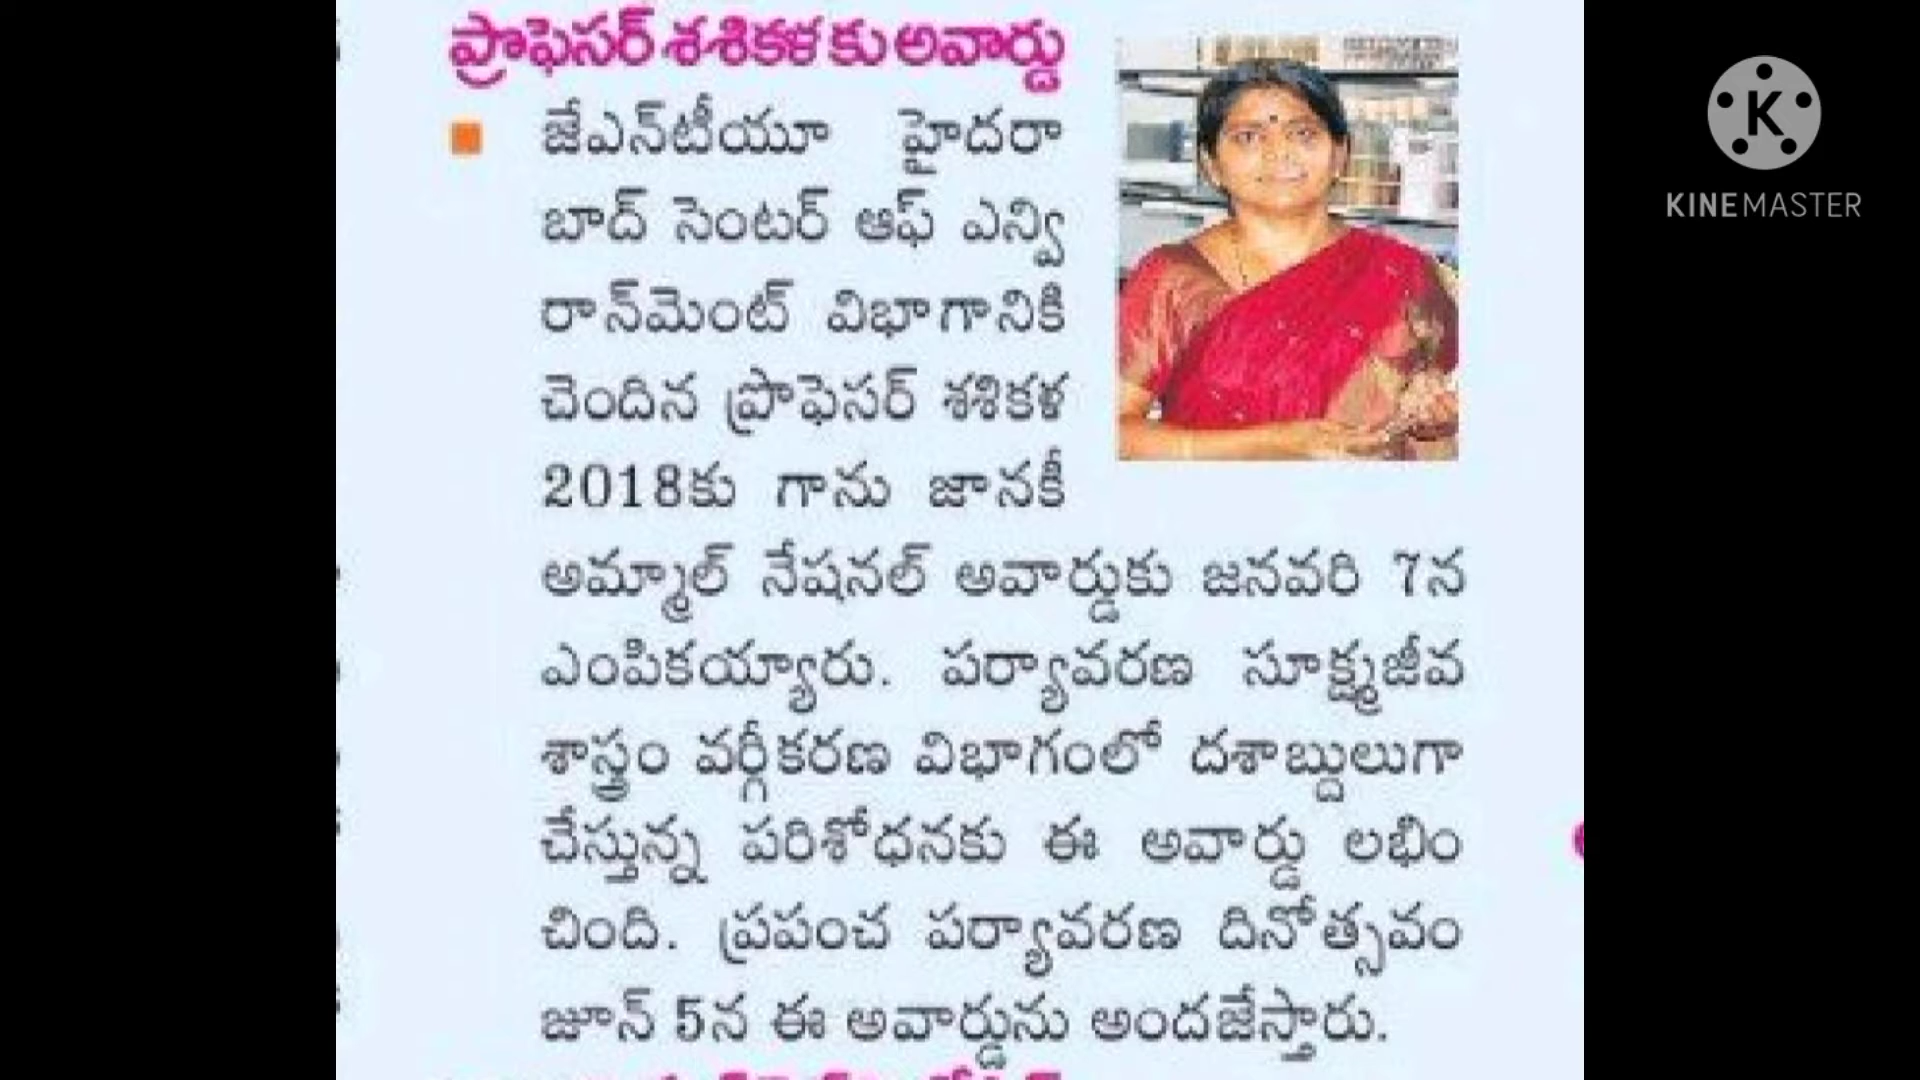 ప్రొఫెసర్ శశికళకు అవార్డు
జేఎన్‌టీయూ హైదరా
బాద్ సెంటర్ ఆఫ్ ఎన్వి
రాన్‌మెంట్ విభాగానికి
చెందిన ప్రొఫెసర్ శశికళ
2018కు గాను జానకీ
అమ్మాల్ నేషనల్ అవార్డుకు జనవరి 7న
ఎంపికయ్యారు. పర్యావరణ సూక్ష్మజీవ
శాస్త్రం వర్గీకరణ విభాగంలో దశాబ్దులుగా
చేస్తున్న పరిశోధనకు ఈ అవార్డు లభిం
చింది. ప్రపంచ పర్యావరణ దినోత్సవం
జూన్ 5న ఈ అవార్డును అందజేస్తారు.
K
KINEMASTER